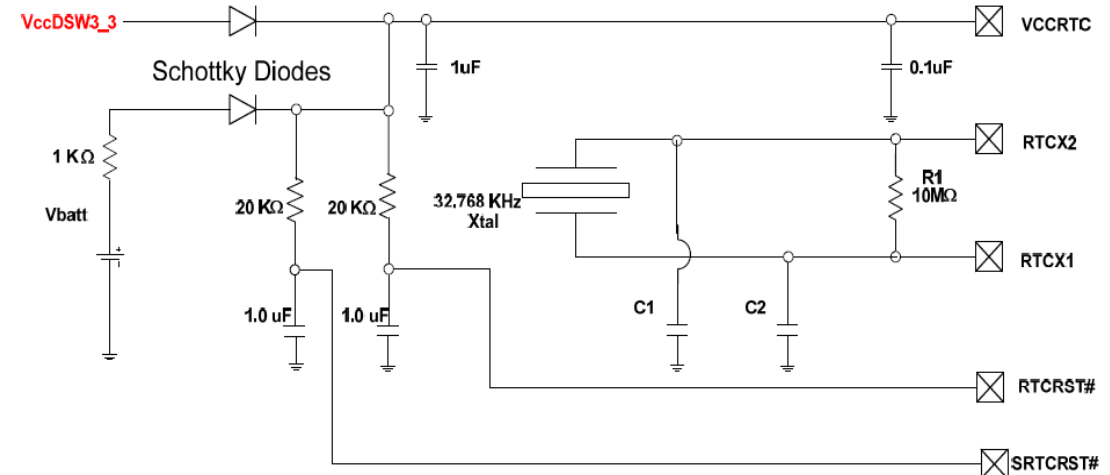 VccDSW3_3
VCCRTC
Schottky Diodes
1uF
0.1uF
1 KΩ
RTCX2
R1
10MΩ
20 KΩ
20 KΩ
32.768 KHz
Xtal
Vbatt
+
-
RTCX1
1.0 uF
1.0 uF
C1
C2
RTCRST#
SRTCRST#